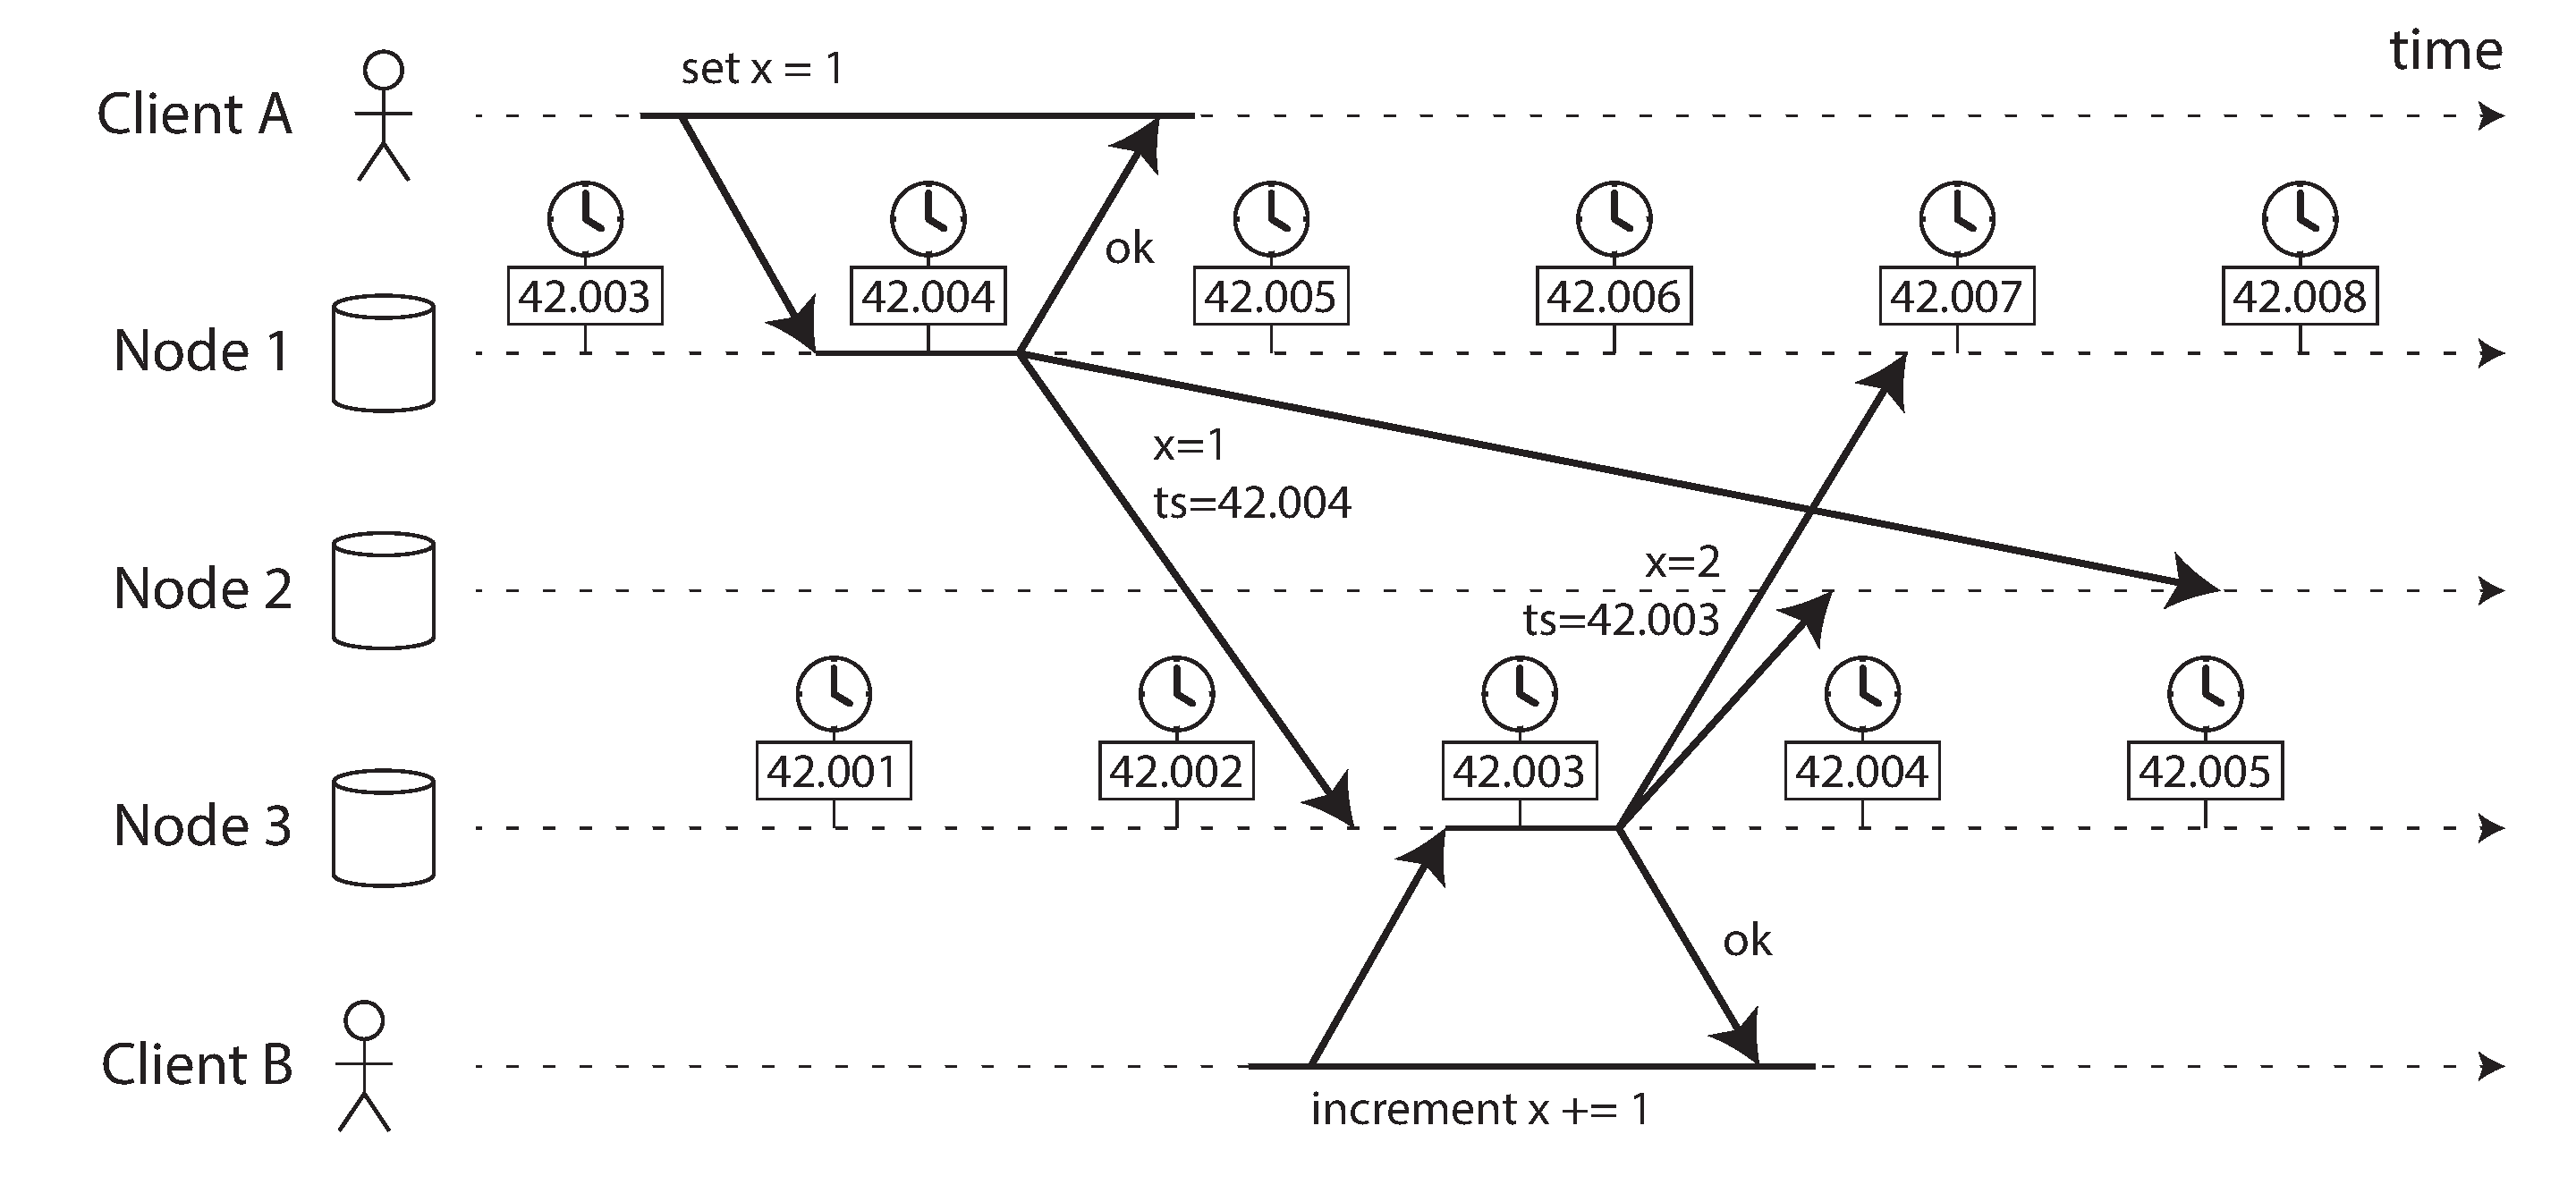 time
set x = 1
Client A
ok
42.003 42.004 42.005 42.006 42.007 42.008
Node 1
x=1
ts=42.004
x=2
Node 2
ts=42.003
42.001 42.002 42.003 42.004 42.005
Node 3
ok
Client B
increment x += 1